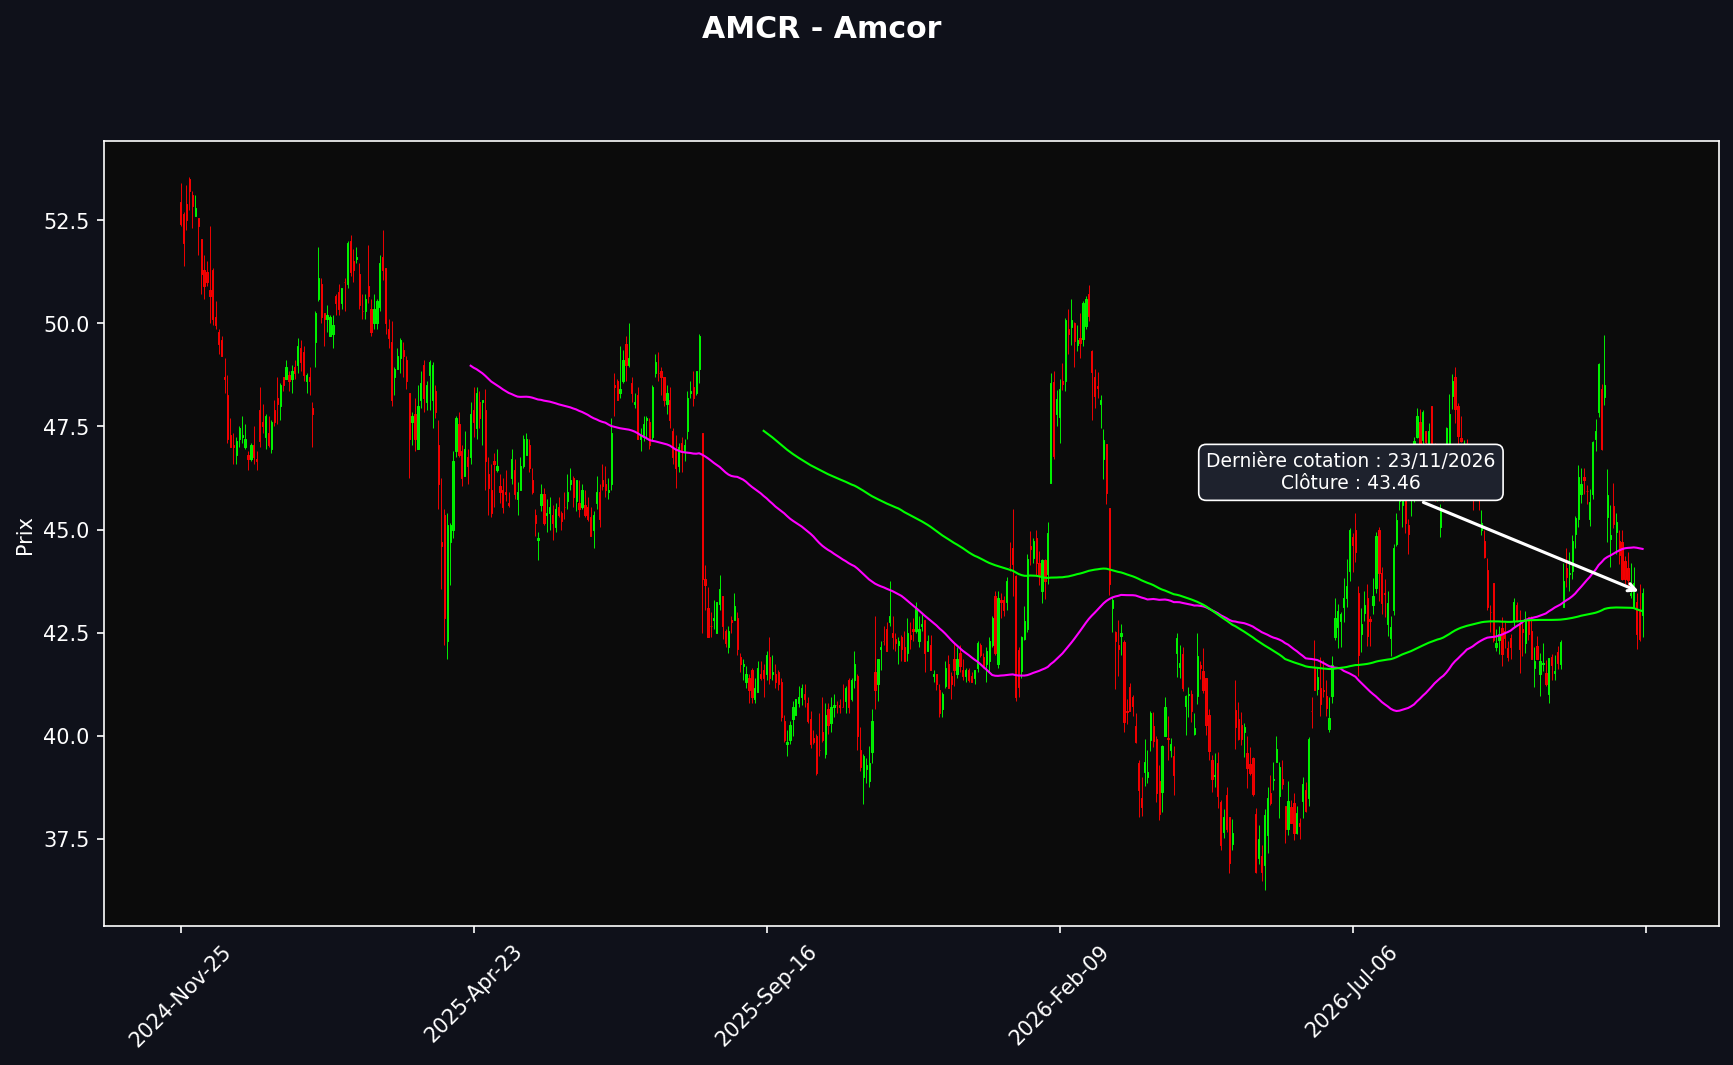 AMCR - Amcor
Prix
52.5
50.0
47.5
45.0
42.5
40.0
37.5
Dernière cotation : 23/11/2026
Clôture : 43.46
2024-Nov-25
2025-Apr-23
2025-Sep-16
2026-Feb-09
2026-Jul-06